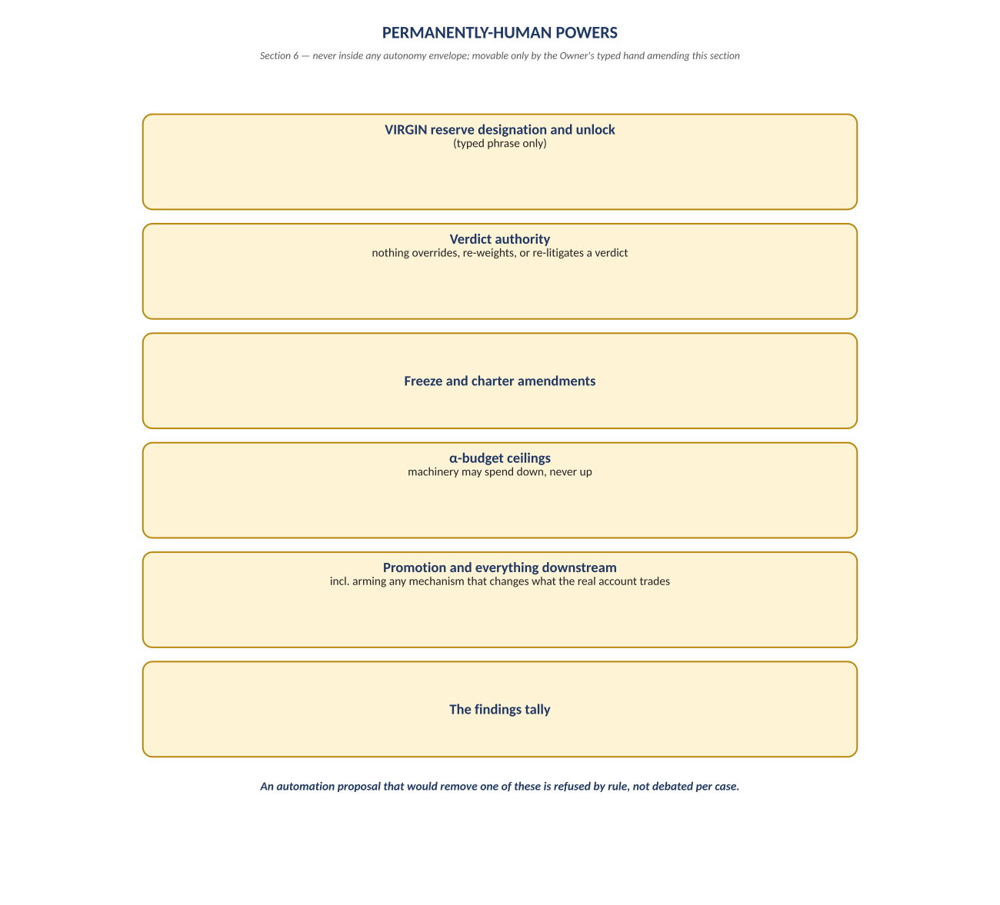 PERMANENTLY-HUMAN POWERS
Section 6 — never inside any autonomy envelope; movable only by the Owner's typed hand amending this section
VIRGIN reserve designation and unlock
(typed phrase only)
Verdict authority
nothing overrides, re-weights, or re-litigates a verdict
Freeze and charter amendments
α-budget ceilings
machinery may spend down, never up
Promotion and everything downstream
incl. arming any mechanism that changes what the real account trades
The findings tally
An automation proposal that would remove one of these is refused by rule, not debated per case.